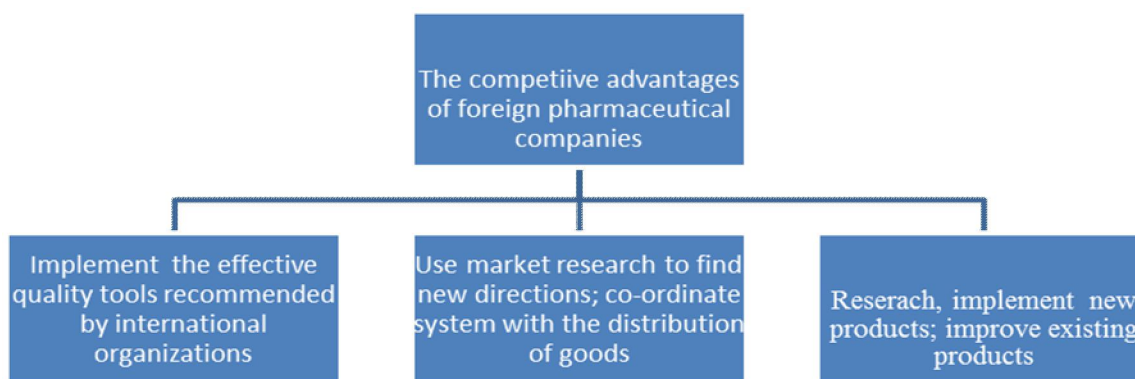 The competiive advantages
of foreign pharmaceutical
companies
Implement the effective
quality tools recommended
by international
organizations
Use market research to find
new directions; co-ordinate
system with the distribution
of goods
Reserach, implement new
products; improve existing
products